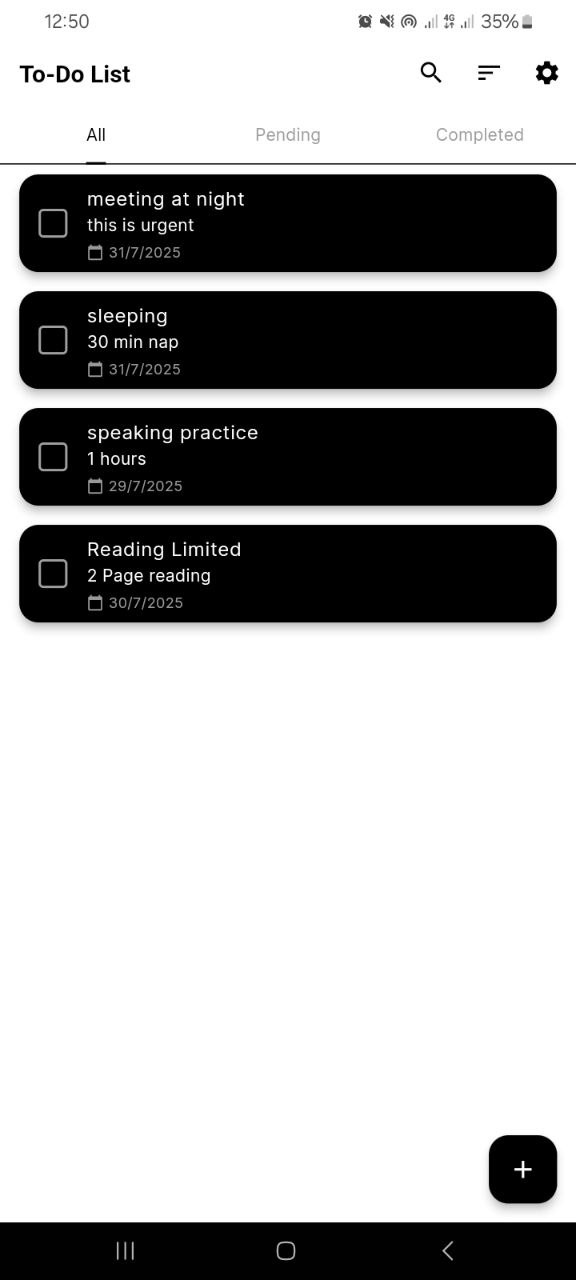 12:50
4G
35%
To-Do List
All
Pending
Completed
meeting at night
this is urgent
31/7/2025
sleeping
30 min nap
31/7/2025
speaking practice
1 hours
29/7/2025
Reading Limited
2 Page reading
30/7/2025
+